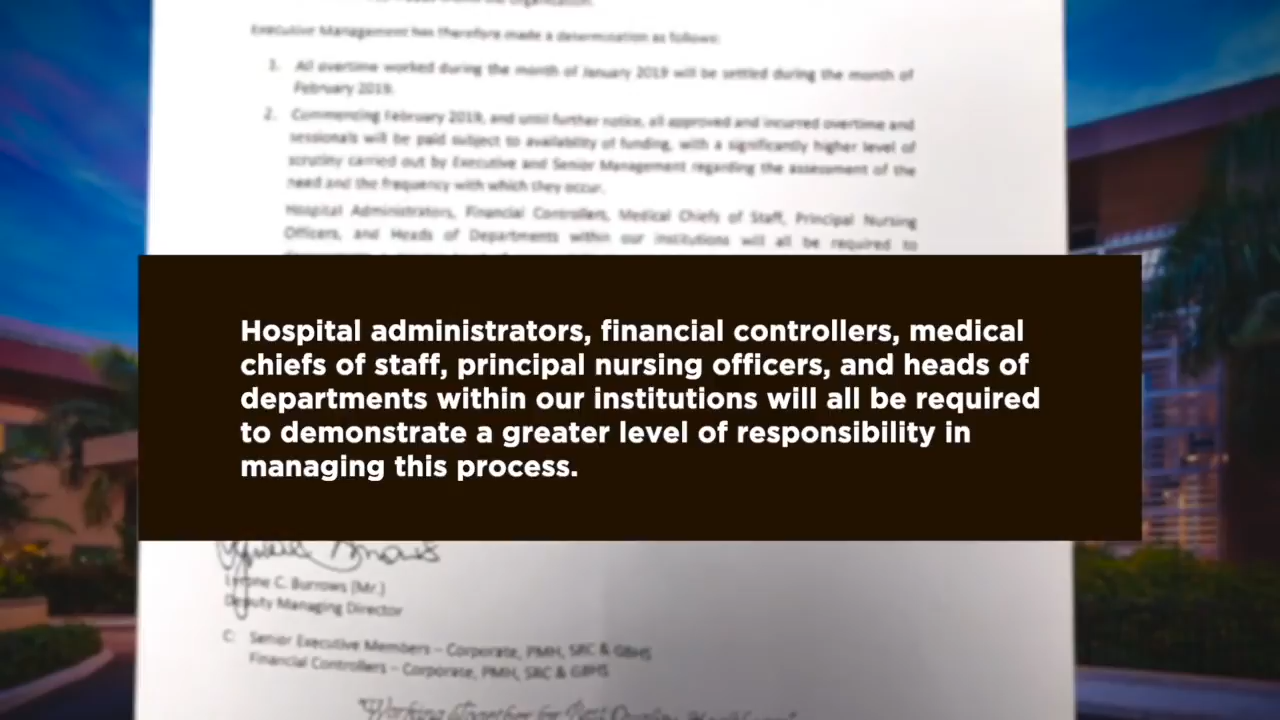 Executive Management has therefore made a determination as follows:
1. All overtime worked during the month of January 2019 will be settled during the month of
February 2019.
2. Commencing February 2019, and until further notice, all approved and incurred overtime and
sessionals will be paid subject to availability of funding, with a significantly higher level of
scrutiny carried out by Executive and Senior Management regarding the assessment of the
need and the frequency with which they occur.
Hospital Administrators, Financial Controllers, Medical Chiefs of Staff, Principal Nursing
Officers, and Heads of Departments within our institutions will all be required to
Hospital administrators, financial controllers, medical
chiefs of staff, principal nursing officers, and heads of
departments within our institutions will all be required
to demonstrate a greater level of responsibility in
managing this process.
C. Burrows (Mr.)
Deputy Managing Director
C: Senior Executive Members – Corporate, PMH, SRC & GBHS
Financial Controllers – Corporate, PMH, SRC & GBHS